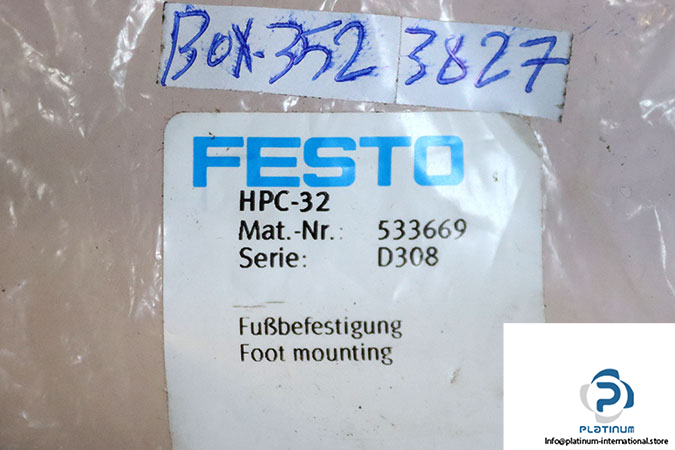 BOX-352 3827
FESTO
HPC-32
Mat.-Nr.: 533669
Serie: D308
Fußbefestigung
Foot mounting
PLATINUM
Info@platinum-international.store